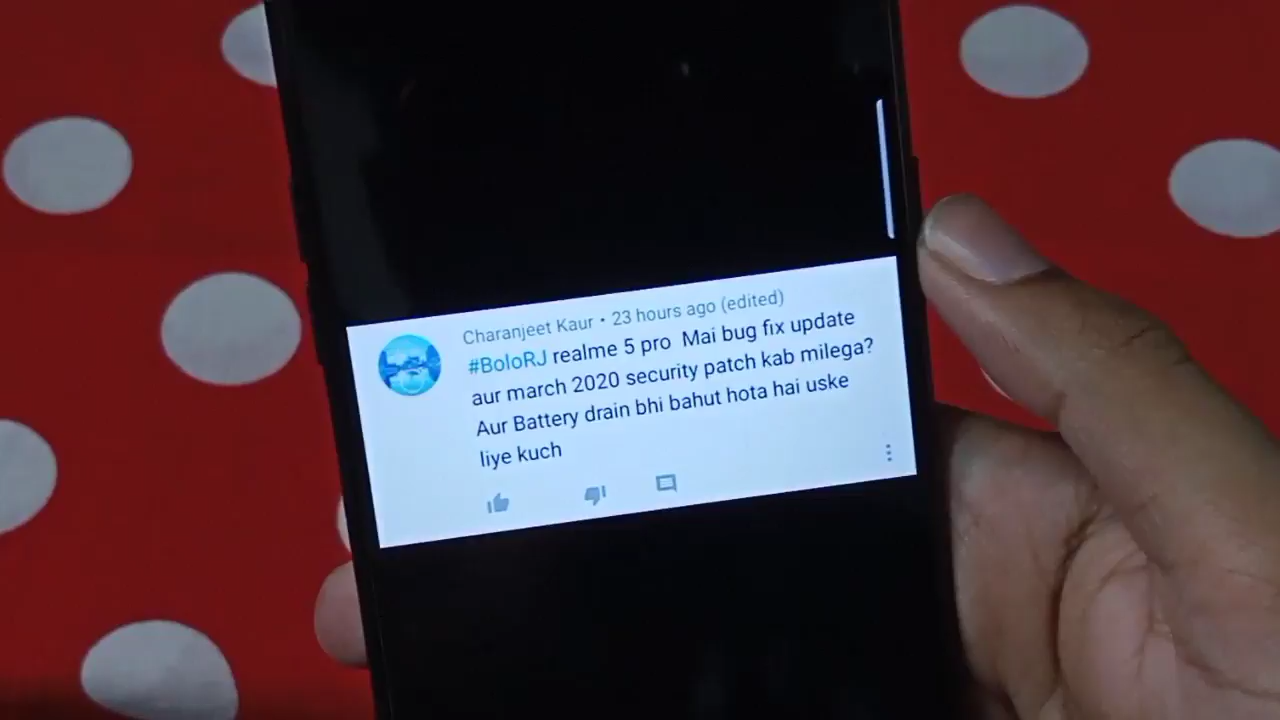 Charanjeet Kaur • 23 hours ago (edited)
#BoloRJ realme 5 pro Mai bug fix update
aur march 2020 security patch kab milega?
Aur Battery drain bhi bahut hota hai uske
liye kuch